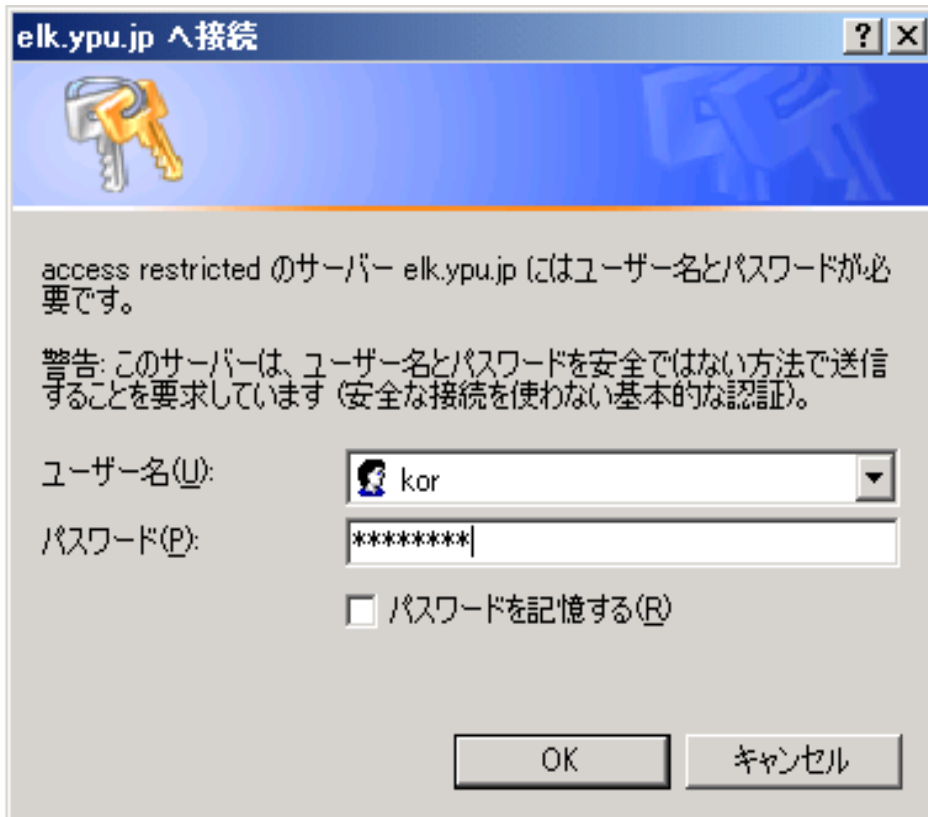 elk.ypu.jp へ接続
access restricted のサーバー elk.ypu.jp にはユーザー名とパスワードが必
要です。
警告: このサーバーは、ユーザー名とパスワードを安全ではない方法で送信
することを要求しています (安全な接続を使わない基本的な認証)。
ユーザー名(U):
kor
パスワード(P):
********
パスワードを記憶する(R)
OK
キャンセル